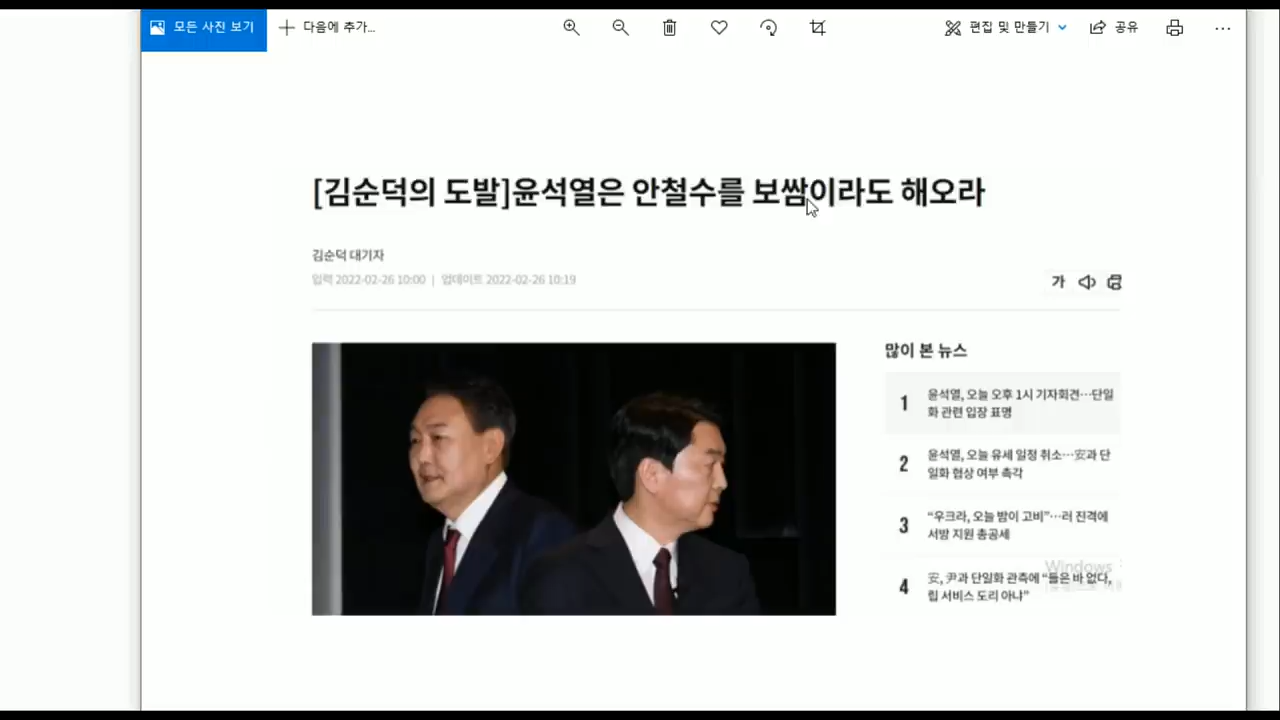 모든 사진 보기
다음에 추가...
편집 및 만들기
공유
[김순덕의 도발]윤석열은 안철수를 보쌈이라도 해오라
김순덕 대기자
입력 2022-02-26 10:00 | 업데이트 2022-02-26 10:19
가
많이 본 뉴스
1
윤석열, 오늘 오후 1시 기자회견…단일
화 관련 입장 표명
2
윤석열, 오늘 유세 일정 취소…安과 단
일화 협상 여부 촉각
3
“우크라, 오늘 밤이 고비”…러 진격에
서방 지원 총공세
4
安, 尹과 단일화 관측에 “들은 바 없다,
립 서비스 도리 아냐”
Windows